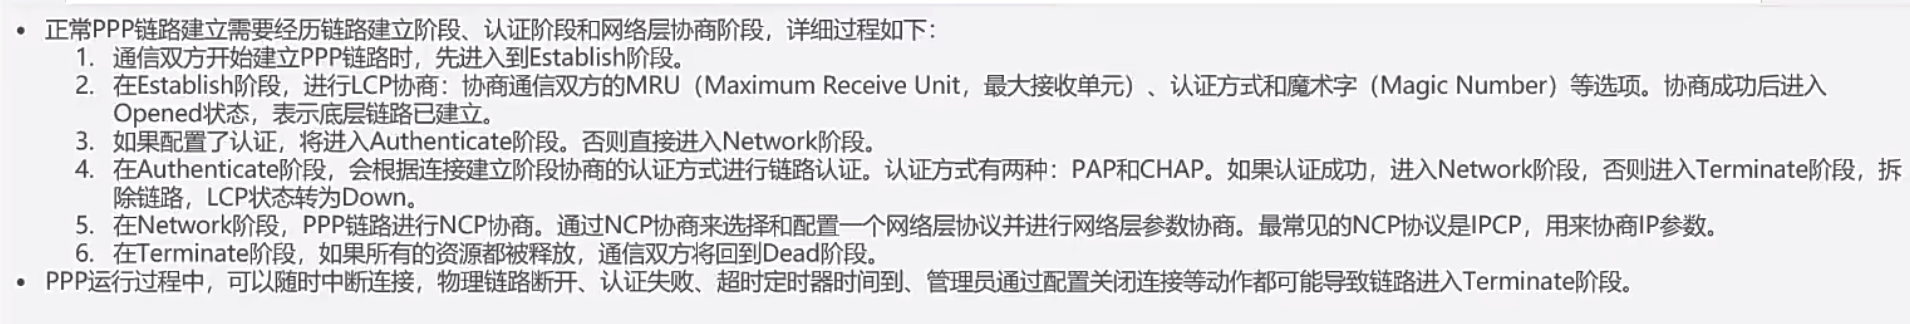 • 正常PPP链路建立需要经历链路建立阶段、认证阶段和网络层协商阶段，详细过程如下：
1. 通信双方开始建立PPP链路时，先进入到Establish阶段。
2. 在Establish阶段，进行LCP协商：协商通信双方的MRU（Maximum Receive Unit，最大接收单元）、认证方式和魔术字（Magic Number）等选项。协商成功后进入
Opened状态，表示底层链路已建立。
3. 如果配置了认证，将进入Authenticate阶段。否则直接进入Network阶段。
4. 在Authenticate阶段，会根据连接建立阶段协商的认证方式进行链路认证。认证方式有两种：PAP和CHAP。如果认证成功，进入Network阶段，否则进入Terminate阶段，拆
除链路，LCP状态转为Down。
5. 在Network阶段，PPP链路进行NCP协商。通过NCP协商来选择和配置一个网络层协议并进行网络层参数协商。最常见的NCP协议是IPCP，用来协商IP参数。
6. 在Terminate阶段，如果所有的资源都被释放，通信双方将回到Dead阶段。
• PPP运行过程中，可以随时中断连接，物理链路断开、认证失败、超时定时器时间到、管理员通过配置关闭连接等动作都可能导致链路进入Terminate阶段。